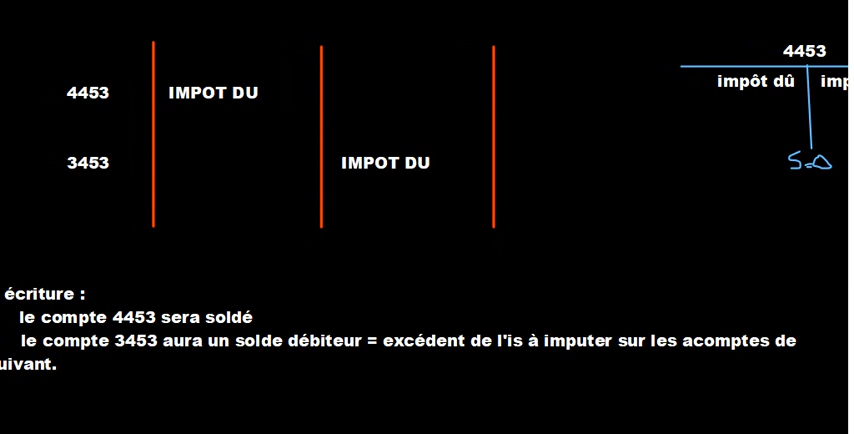 4453
impôt dû imp
4453 IMPOT DU
3453 IMPOT DU
S=0
écriture :
le compte 4453 sera soldé
le compte 3453 aura un solde débiteur = excédent de l'is à imputer sur les acomptes de
uivant.